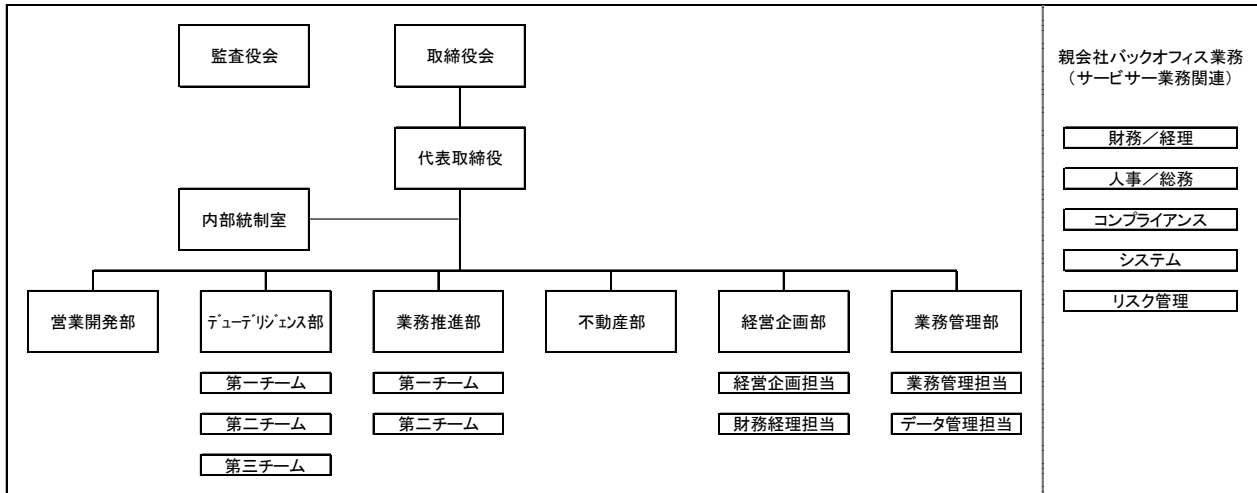 監査役会
取締役会
代表取締役
内部統制室
営業開発部
ﾃﾞｭｰﾃﾞﾘｼﾞｪﾝｽ部
業務推進部
不動産部
経営企画部
業務管理部
第一チーム
第二チーム
第三チーム
第一チーム
第二チーム
経営企画担当
財務経理担当
業務管理担当
データ管理担当
親会社バックオフィス業務
（サービサー業務関連）
財務／経理
人事／総務
コンプライアンス
システム
リスク管理